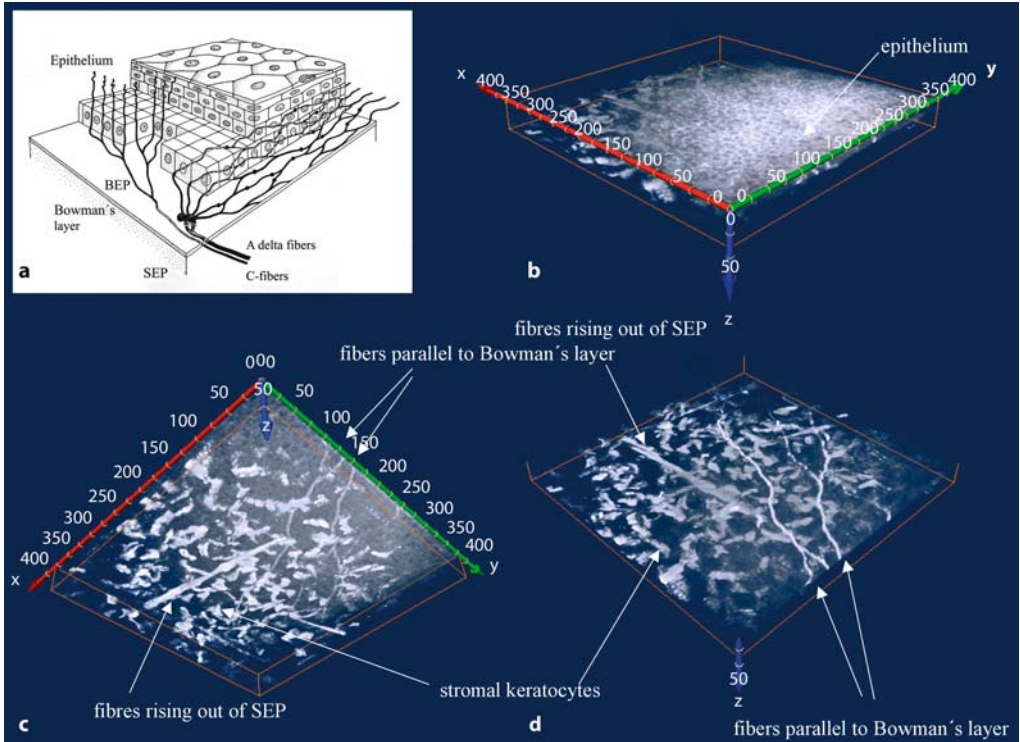 Epithelium
BEP
Bowman´s
layer
A delta fibers
SEP
C-fibers
a
epithelium
x
y
400
350
300
250
200
150
100
50
0
0
50
100
150
200
250
300
350
400
0
50
z
b
fibers parallel to Bowman´s layer
000
50
z
50
100
150
200
250
300
350
400
x
50
100
150
200
250
300
350
400
y
fibres rising out of SEP
stromal keratocytes
c
fibres rising out of SEP
50
z
fibers parallel to Bowman´s layer
d